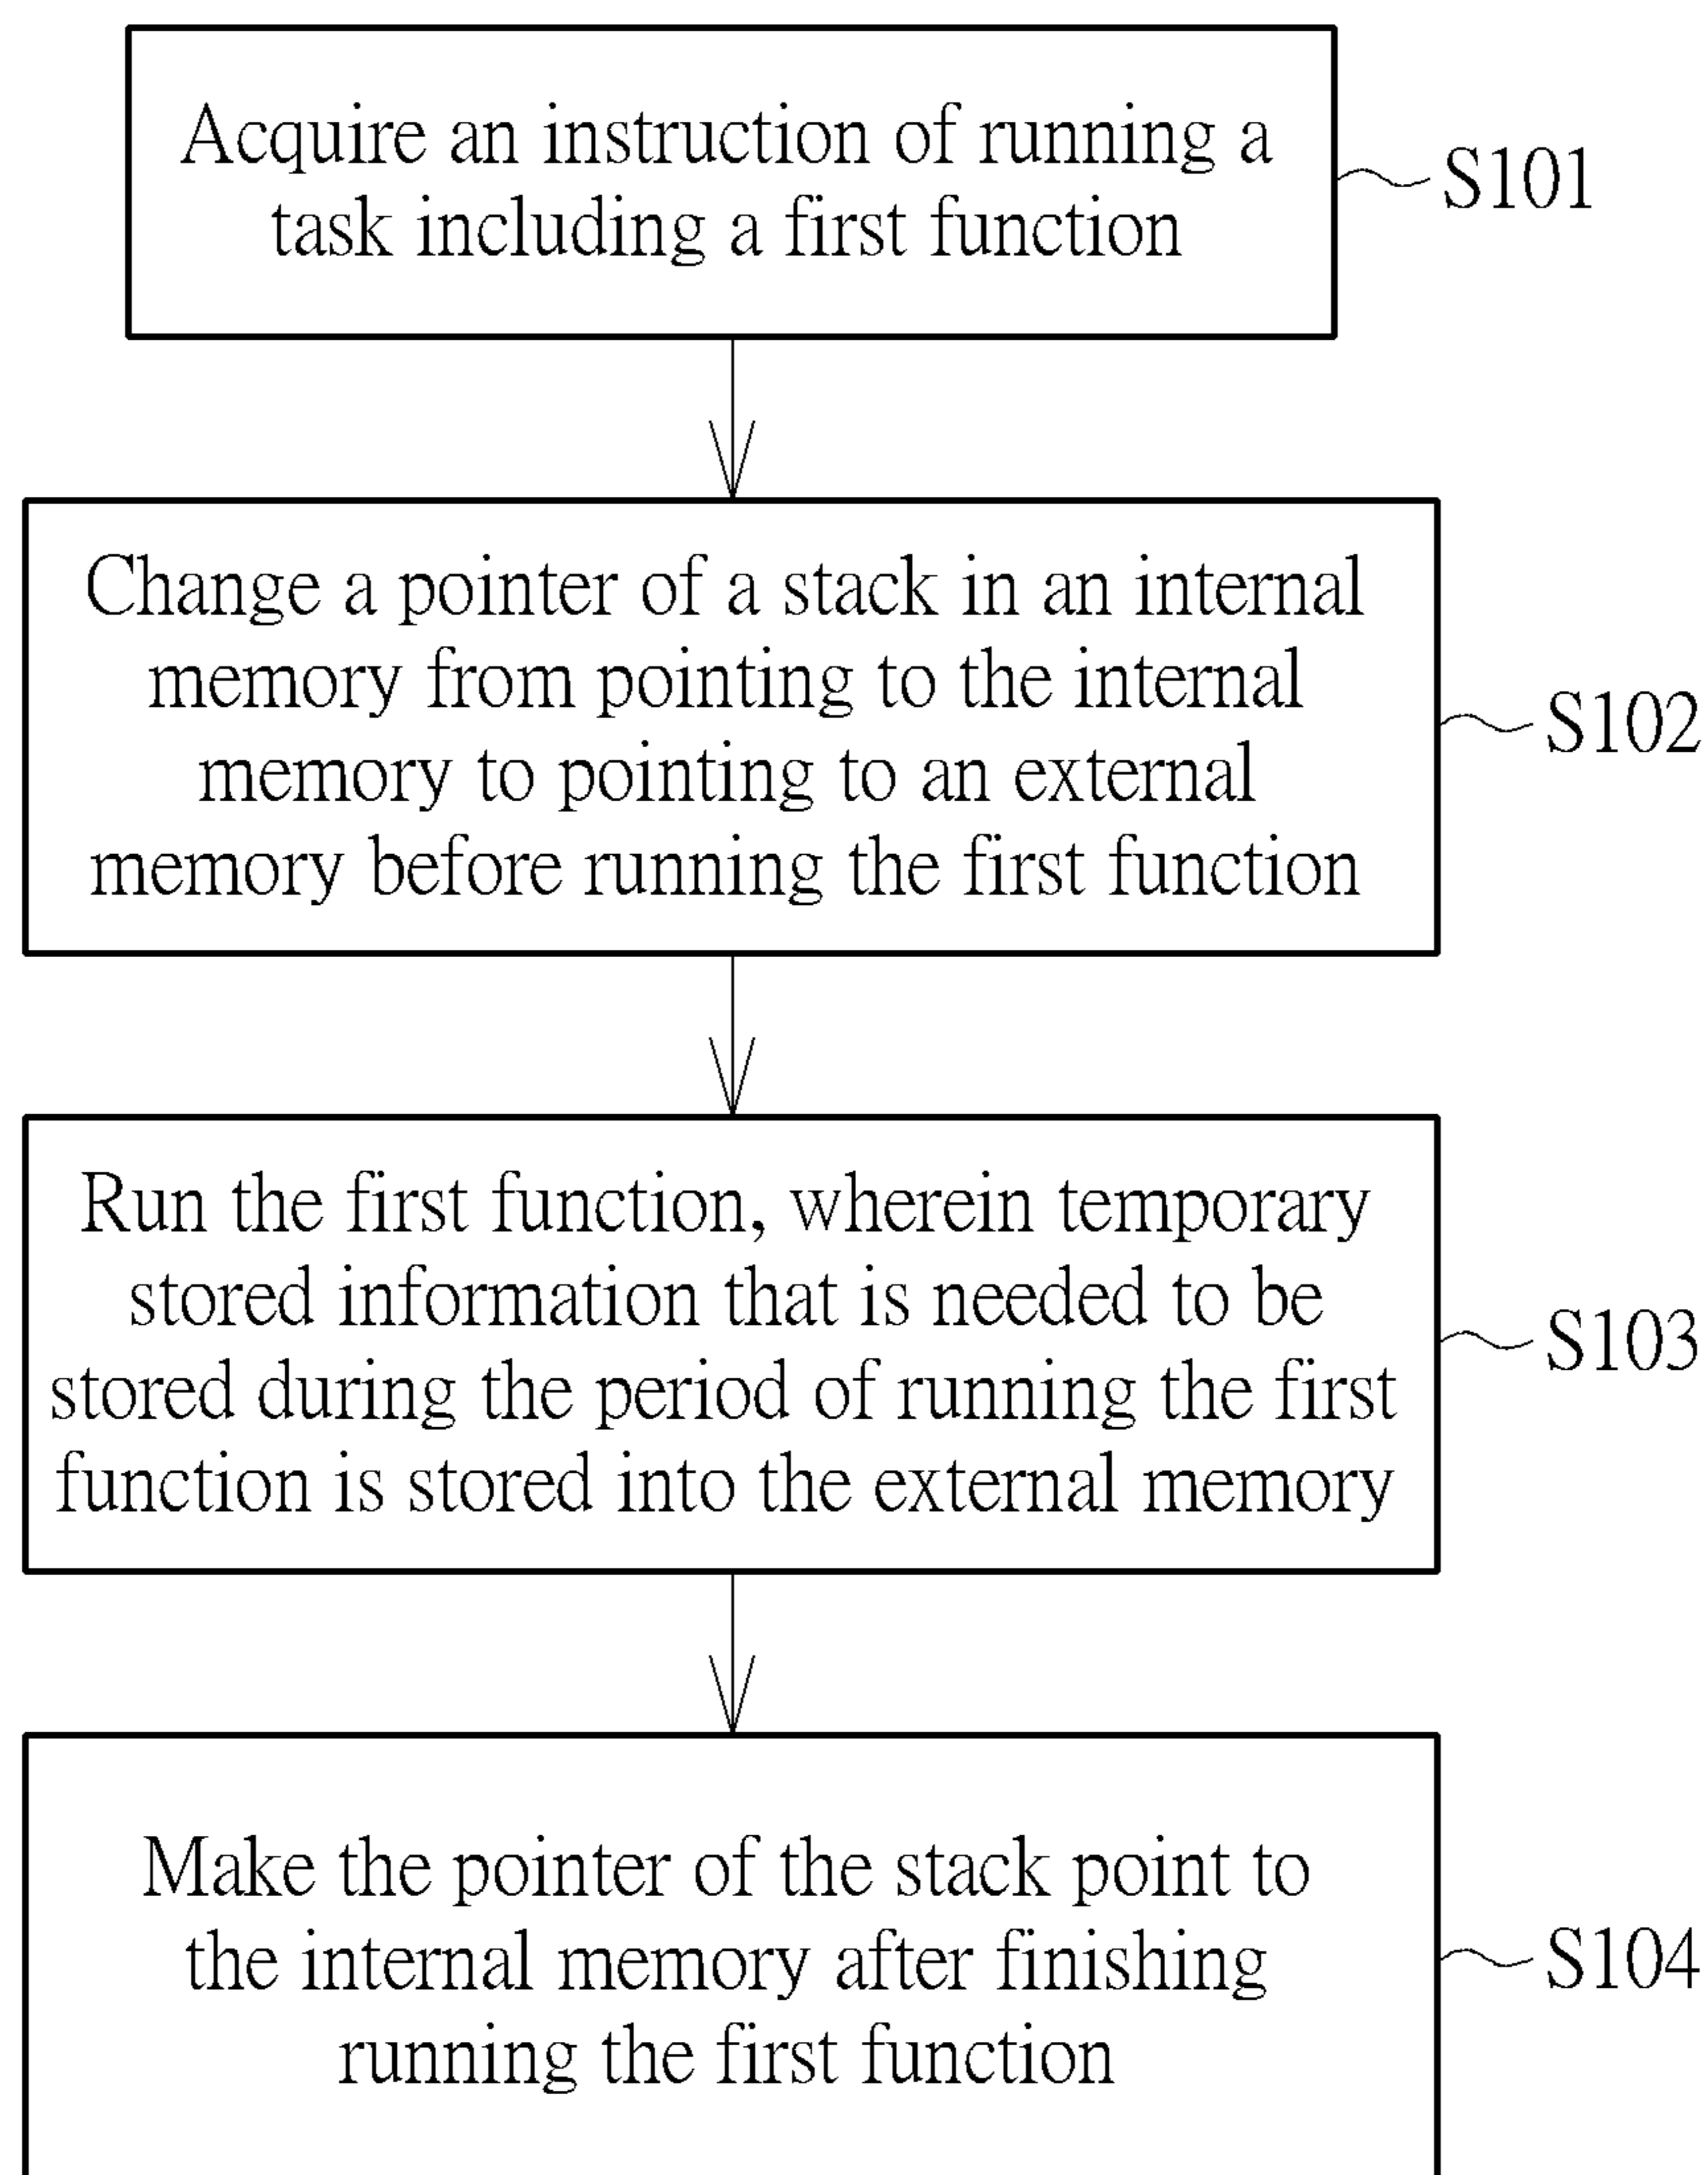 Acquire an instruction of running a
task including a first function
S101
Change a pointer of a stack in an internal
memory from pointing to the internal
memory to pointing to an external
memory before running the first function
S102
Run the first function, wherein temporary
stored information that is needed to be
stored during the period of running the first
function is stored into the external memory
S103
Make the pointer of the stack point to
the internal memory after finishing
running the first function
S104